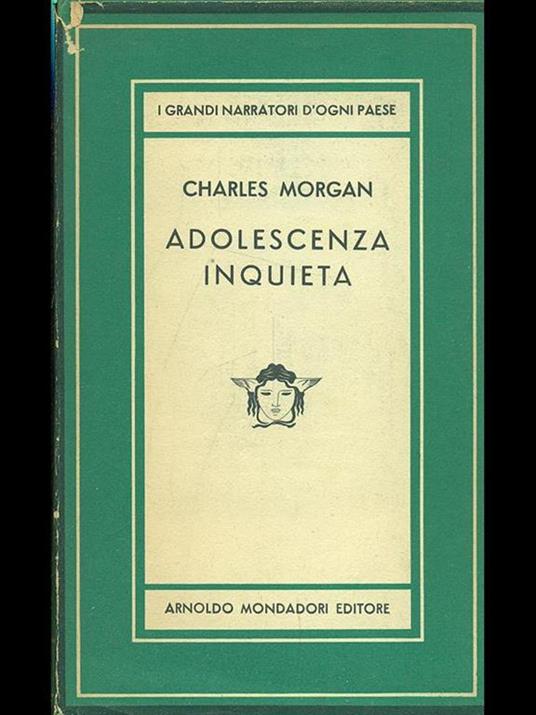 I GRANDI NARRATORI D'OGNI PAESE
CHARLES MORGAN
ADOLESCENZA
INQUIETA
ARNOLDO MONDADORI EDITORE